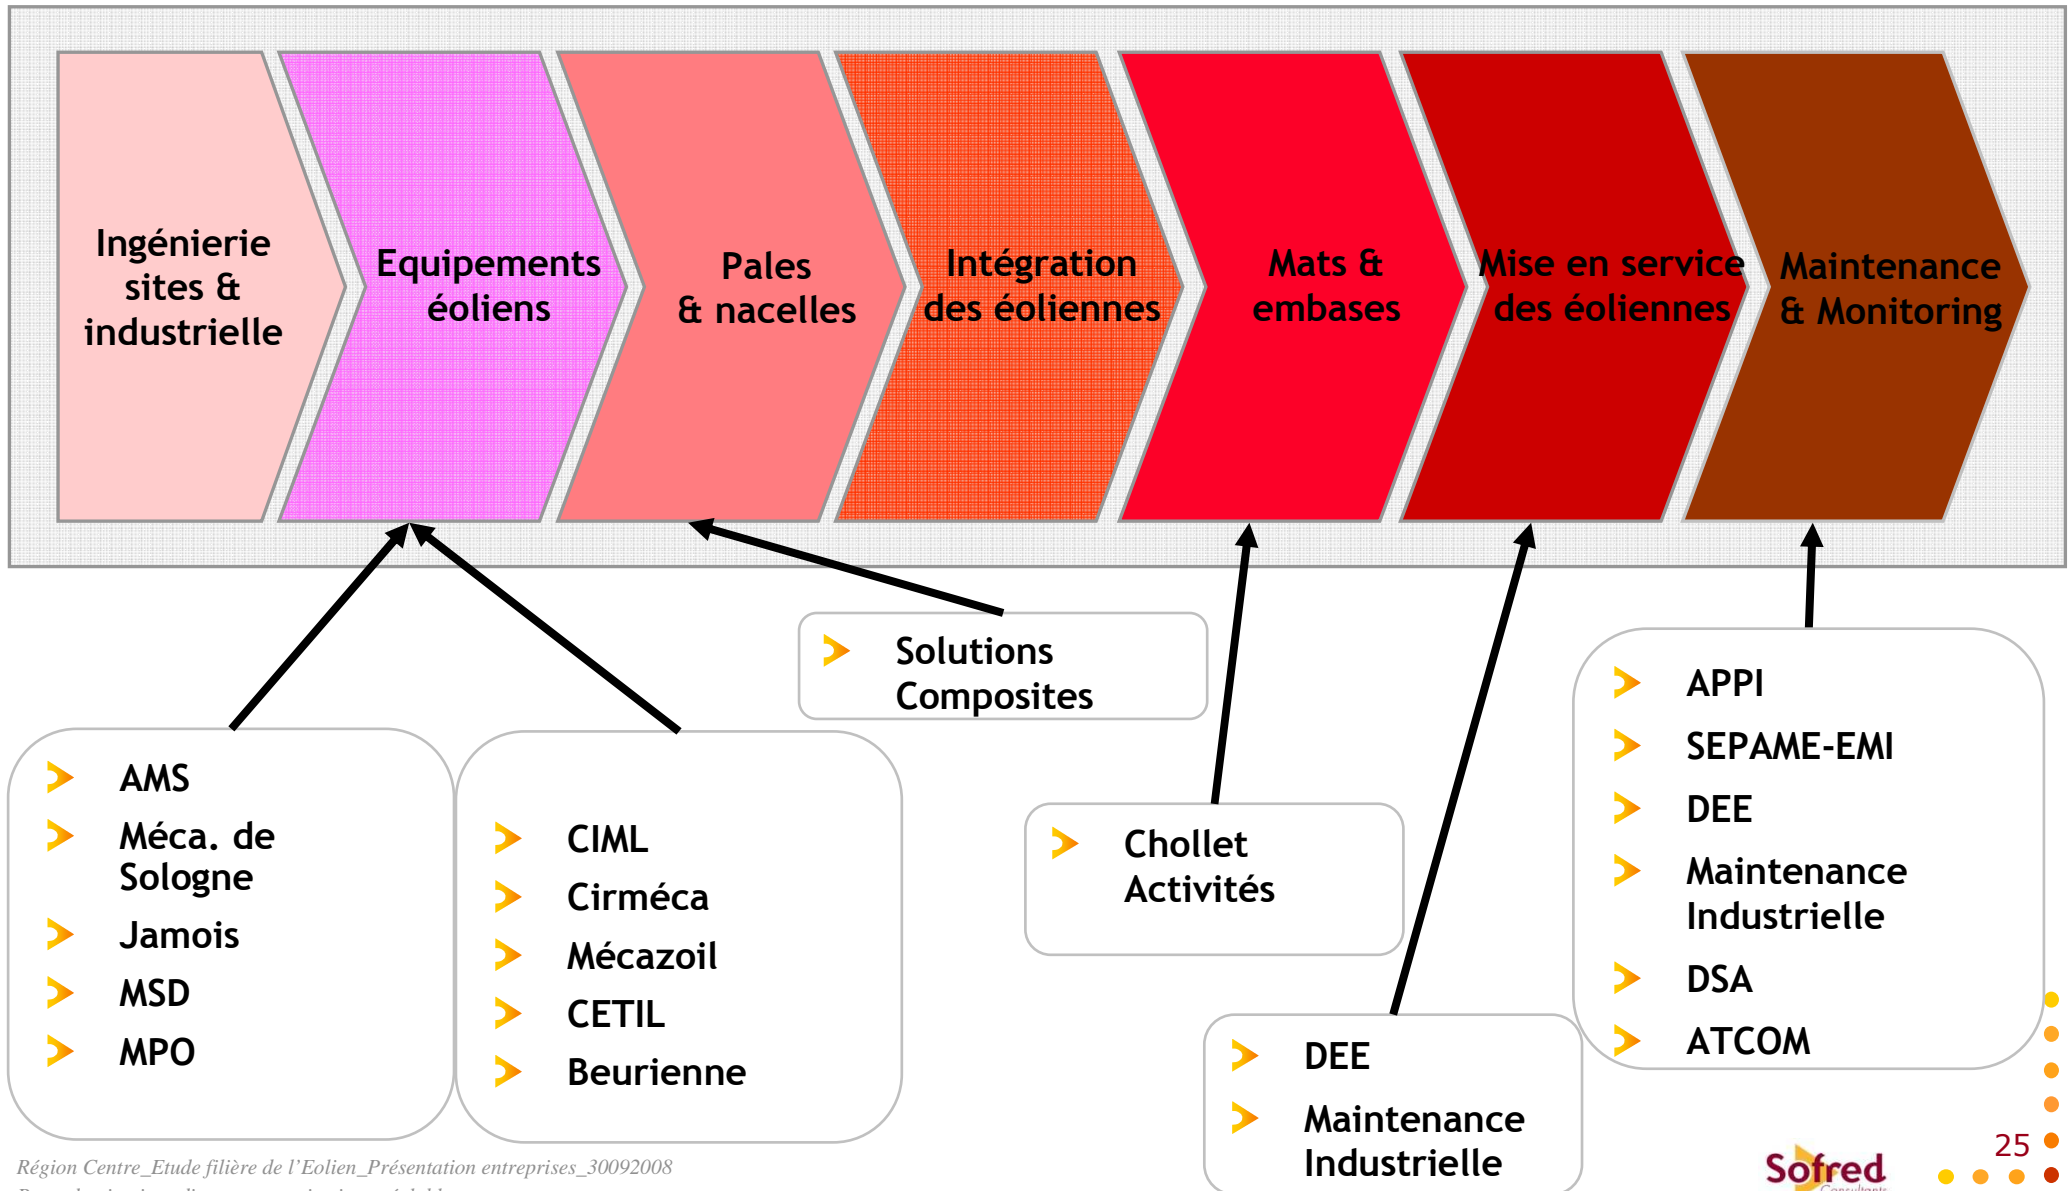 Ingénierie
sites &
industrielle
Equipements
éoliens
Pales
& nacelles
Intégration
des éoliennes
Mats &
embases
Mise en service
des éoliennes
Maintenance
& Monitoring
Solutions
Composites
AMS
Méca. de
Sologne
Jamois
MSD
MPO
CIML
Cirméca
Mécazoil
CETIL
Beurienne
Chollet
Activités
DEE
Maintenance
Industrielle
APPI
SEPAME-EMI
DEE
Maintenance
Industrielle
DSA
ATCOM
Région Centre_Etude filière de l'Eolien_Présentation entreprises_30092008
Sofred
Consultants
25